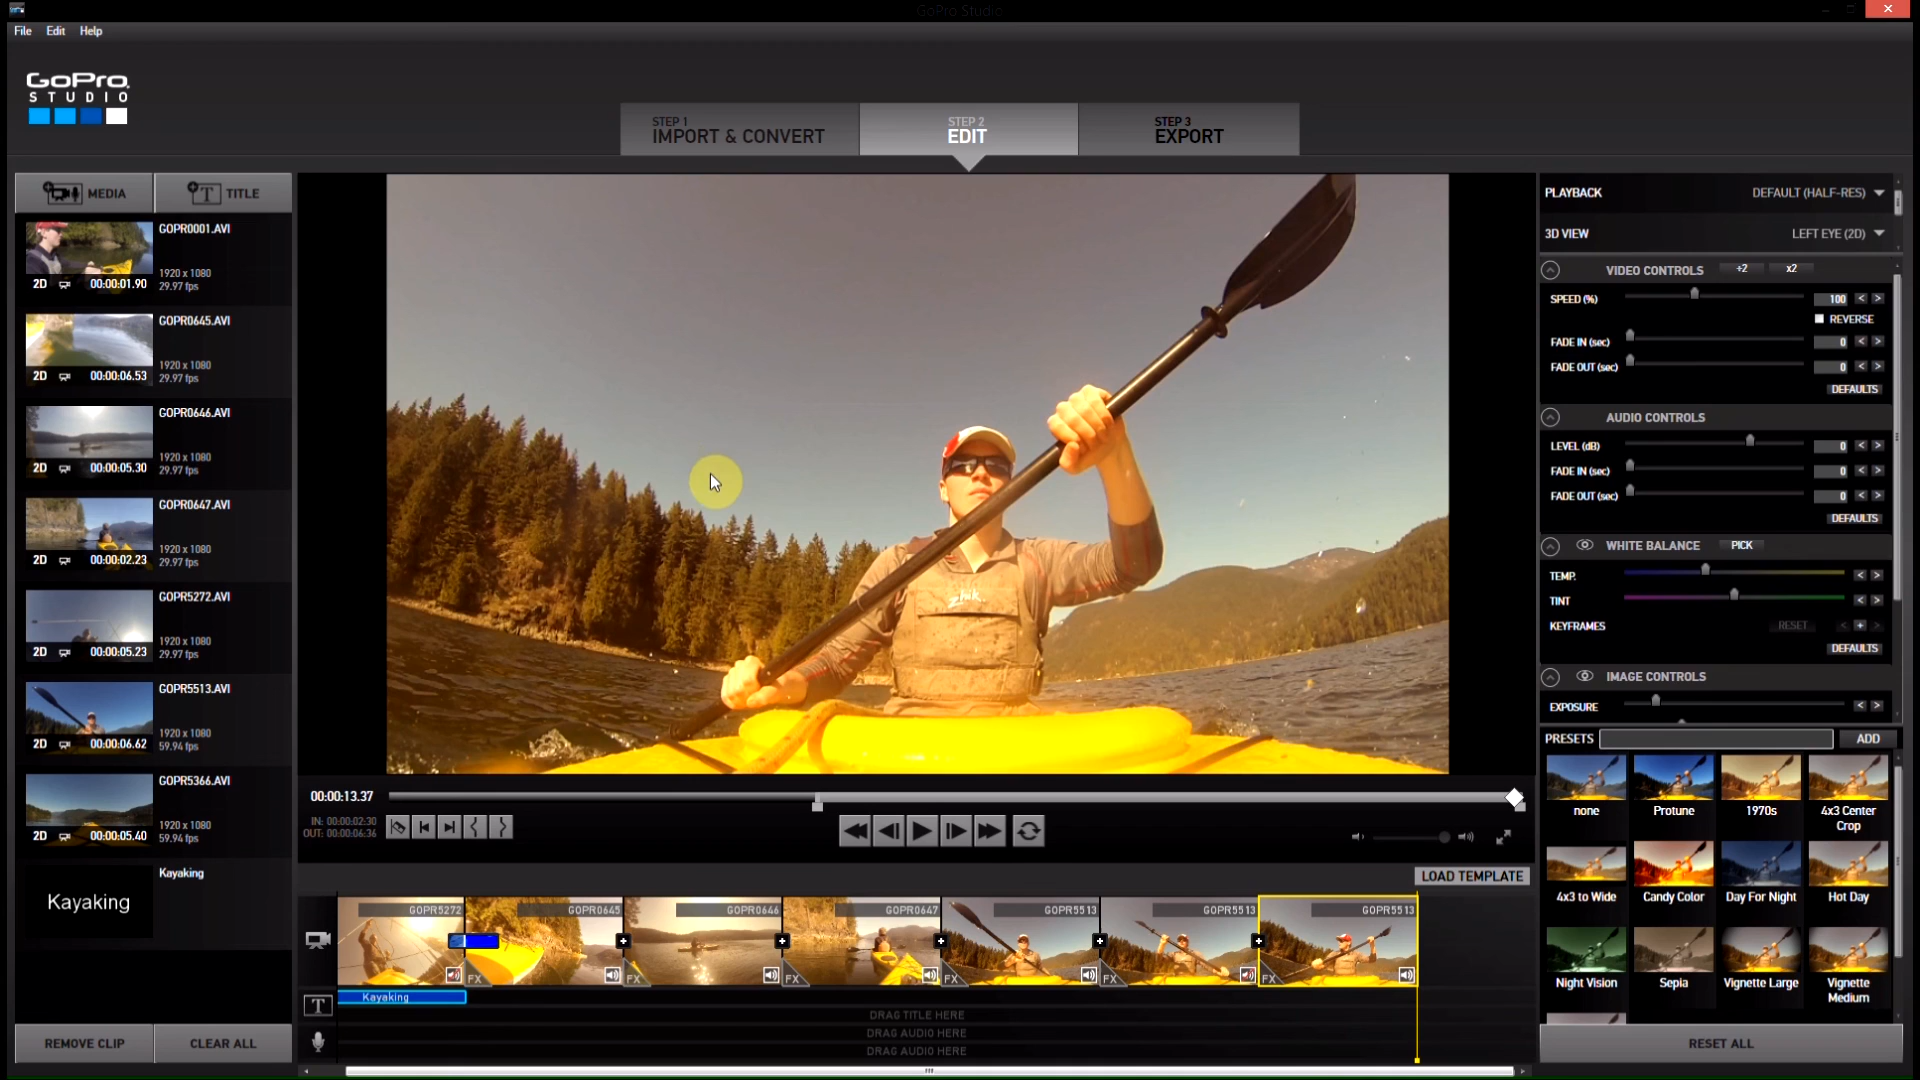 GoPro Studio
File Edit Help
GoPro
STUDIO
STEP 1
IMPORT & CONVERT
STEP 2
EDIT
STEP 3
EXPORT
MEDIA
TITLE
GOPR0001.AVI
1920 x 1080
2D 00:00:01.90 29.97 fps
GOPR0645.AVI
1920 x 1080
2D 00:00:06.53 29.97 fps
GOPR0646.AVI
1920 x 1080
2D 00:00:05.30 29.97 fps
GOPR0647.AVI
1920 x 1080
2D 00:00:02.23 29.97 fps
GOPR5272.AVI
1920 x 1080
2D 00:00:05.23 29.97 fps
GOPR5513.AVI
1920 x 1080
2D 00:00:06.62 59.94 fps
GOPR5366.AVI
1920 x 1080
2D 00:00:05.40 59.94 fps
Kayaking
Kayaking
REMOVE CLIP
CLEAR ALL
zhik.
00:00:13.37
IN: 00:00:02:30
OUT: 00:00:06:36
LOAD TEMPLATE
GOPR5272 GOPR0645 GOPR0646 GOPR0647 GOPR5513 GOPR5513 GOPR5513
FX FX FX FX FX FX
Kayaking
T
DRAG TITLE HERE
DRAG AUDIO HERE
DRAG AUDIO HERE
PLAYBACK DEFAULT (HALF-RES)
3D VIEW LEFT EYE (2D)
VIDEO CONTROLS ÷2 x2
SPEED (%) 100 < >
REVERSE
FADE IN (sec) 0 < >
FADE OUT (sec) 0 < >
DEFAULTS
AUDIO CONTROLS
LEVEL (dB) 0 < >
FADE IN (sec) 0 < >
FADE OUT (sec) 0 < >
DEFAULTS
WHITE BALANCE PICK
TEMP. < >
TINT < >
KEYFRAMES RESET < + >
DEFAULTS
IMAGE CONTROLS
EXPOSURE < >
PRESETS ADD
none Protune 1970s 4x3 Center
Crop
4x3 to Wide Candy Color Day For Night Hot Day
Night Vision Sepia Vignette Large Vignette
Medium
RESET ALL